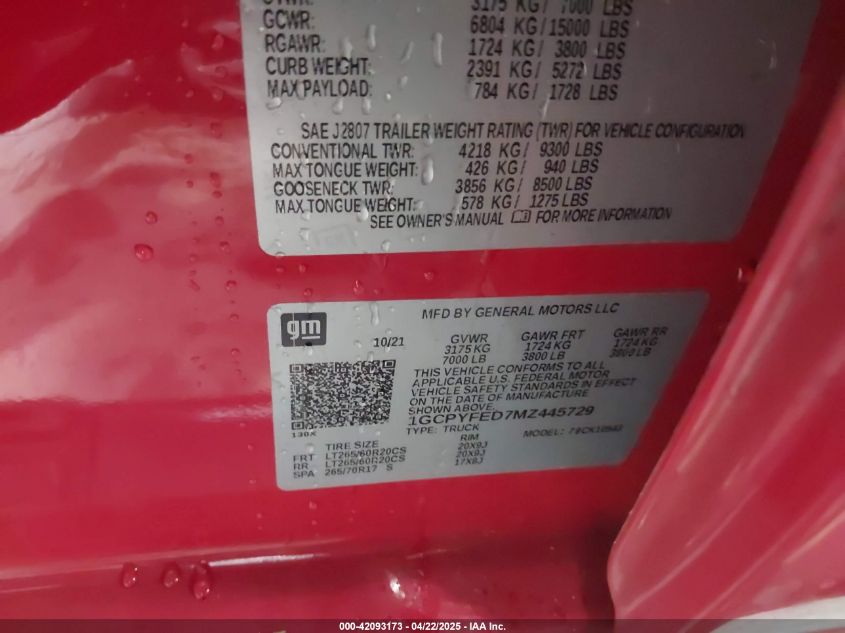 GVWR: 3175 KG/ 7000 LBS
GCWR: 6804 KG/15000 LBS
RGAWR: 1724 KG/ 3800 LBS
CURB WEIGHT: 2391 KG/ 5272 LBS
MAX PAYLOAD: 784 KG/ 1728 LBS
SAE J2807 TRAILER WEIGHT RATING (TWR) FOR VEHICLE CONFIGURATION
CONVENTIONAL TWR: 4218 KG/ 9300 LBS
MAX TONGUE WEIGHT: 426 KG/ 940 LBS
GOOSENECK TWR: 3856 KG/ 8500 LBS
MAX TONGUE WEIGHT: 578 KG/ 1275 LBS
SEE OWNER'S MANUAL FOR MORE INFORMATION
gm
MFD BY GENERAL MOTORS LLC
10/21 GVWR GAWR FRT GAWR RR
3175 KG 1724 KG 1724 KG
7000 LB 3800 LB 3800 LB
THIS VEHICLE CONFORMS TO ALL
APPLICABLE U.S. FEDERAL MOTOR
VEHICLE SAFETY STANDARDS IN EFFECT
ON THE DATE OF MANUFACTURE
SHOWN ABOVE.
1GCPYFED7MZ445729
TYPE: TRUCK MODEL:
130X
TIRE SIZE RIM
FRT LT265/60R20CS 20X9J
RR LT265/60R20CS 20X9J
SPA 265/70R17 S 17X8J
000-42093173 - 04/22/2025 - IAA, Inc.